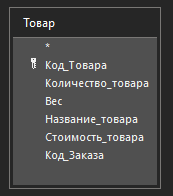 Товар
*
Код_Товара
Количество_товара
Вес
Название_товара
Стоимость_товара
Код_Заказа